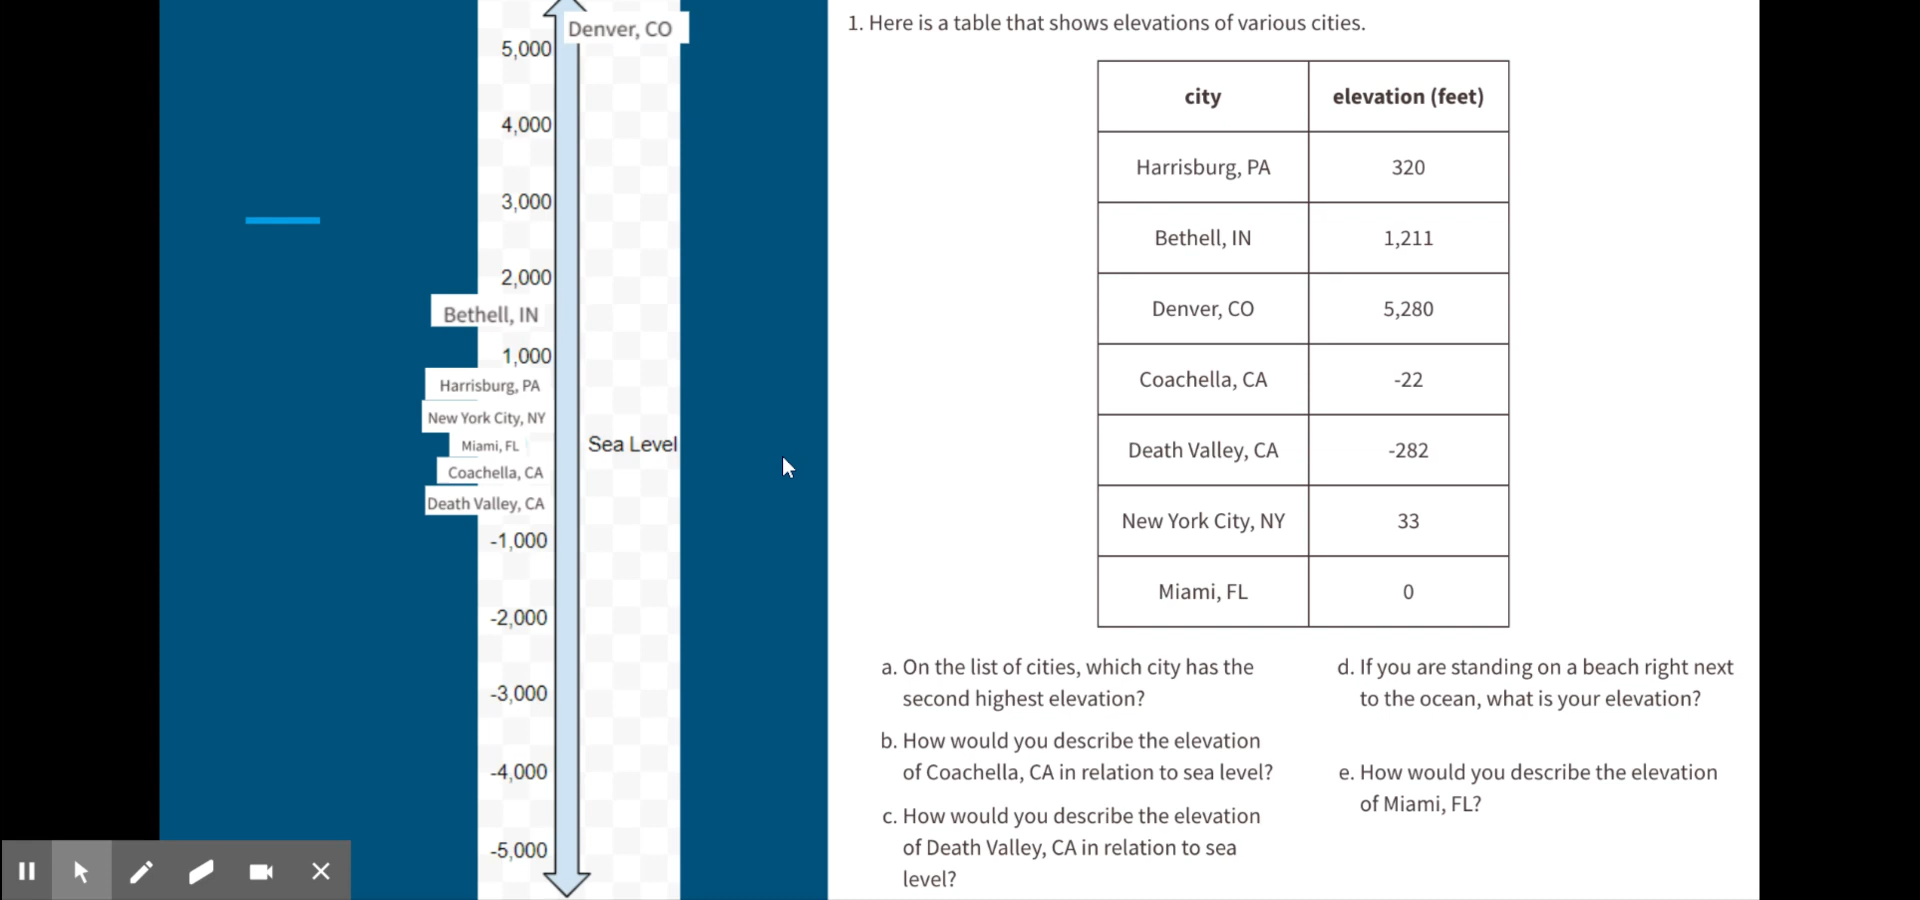 Denver, CO
5,000
4,000
3,000
2,000
Bethell, IN
1,000
Harrisburg, PA
New York City, NY
Miami, FL
Sea Level
Coachella, CA
Death Valley, CA
-1,000
-2,000
-3,000
-4,000
-5,000
1. Here is a table that shows elevations of various cities.
city elevation (feet)
Harrisburg, PA 320
Bethell, IN 1,211
Denver, CO 5,280
Coachella, CA -22
Death Valley, CA -282
New York City, NY 33
Miami, FL 0
a. On the list of cities, which city has the
second highest elevation?
b. How would you describe the elevation
of Coachella, CA in relation to sea level?
c. How would you describe the elevation
of Death Valley, CA in relation to sea
level?
d. If you are standing on a beach right next
to the ocean, what is your elevation?
e. How would you describe the elevation
of Miami, FL?